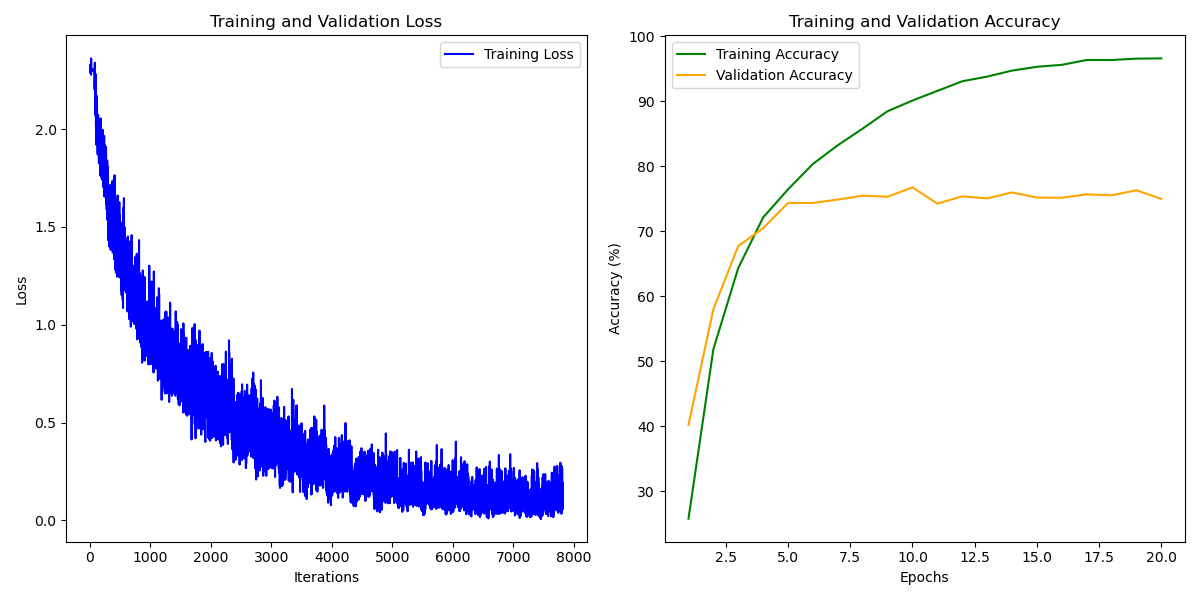 Training and Validation Loss
Training Loss
Loss
2.0
1.5
1.0
0.5
0.0
0 1000 2000 3000 4000 5000 6000 7000 8000
Iterations
Training and Validation Accuracy
Training Accuracy
Validation Accuracy
Accuracy (%)
100
90
80
70
60
50
40
30
2.5 5.0 7.5 10.0 12.5 15.0 17.5 20.0
Epochs